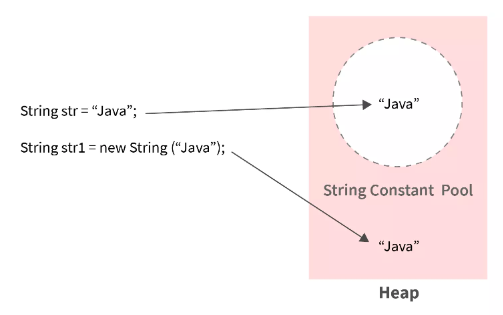 String str = “Java”;
“Java”
String str1 = new String (“Java”);
String Constant Pool
“Java”
Heap